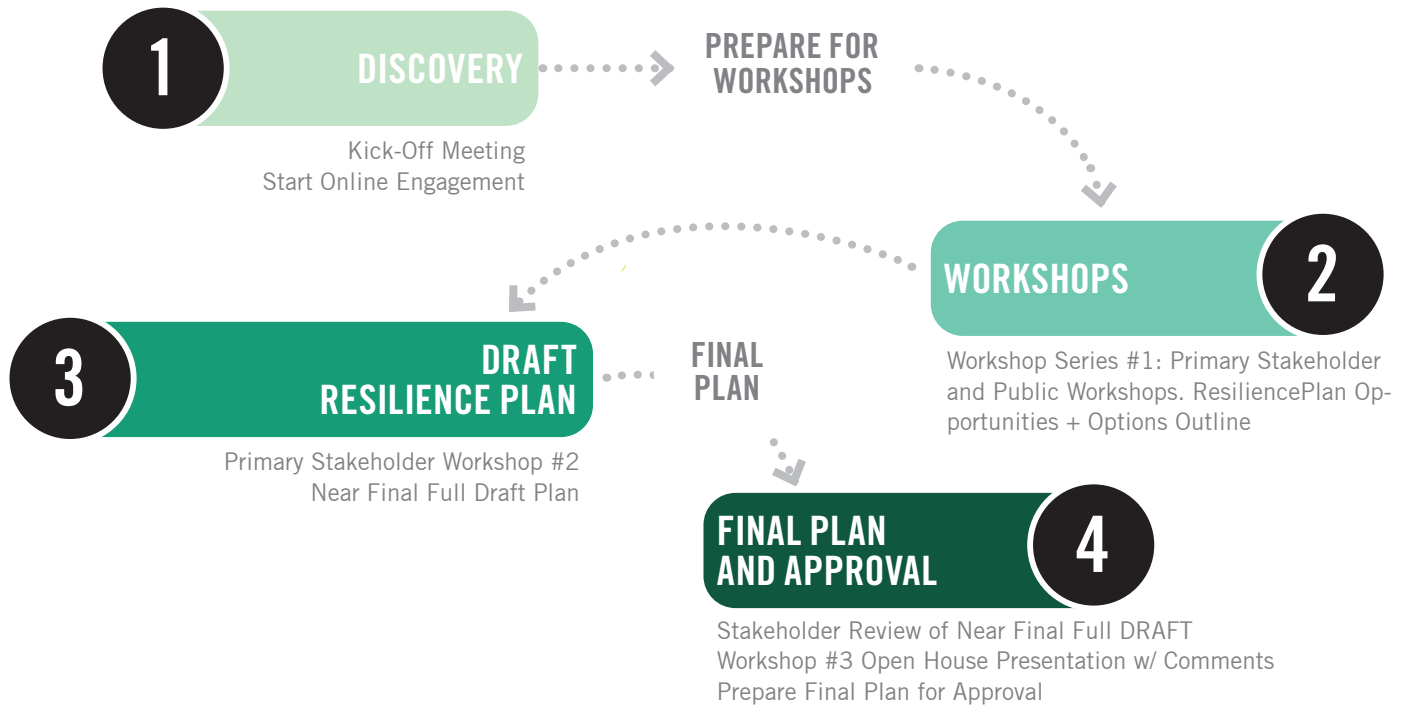 1
DISCOVERY
Kick-Off Meeting
Start Online Engagement
PREPARE FOR
WORKSHOPS
2
WORKSHOPS
Workshop Series #1: Primary Stakeholder
and Public Workshops. ResiliencePlan Op-
portunities + Options Outline
3
DRAFT
RESILIENCE PLAN
Primary Stakeholder Workshop #2
Near Final Full Draft Plan
FINAL
PLAN
4
FINAL PLAN
AND APPROVAL
Stakeholder Review of Near Final Full DRAFT
Workshop #3 Open House Presentation w/ Comments
Prepare Final Plan for Approval